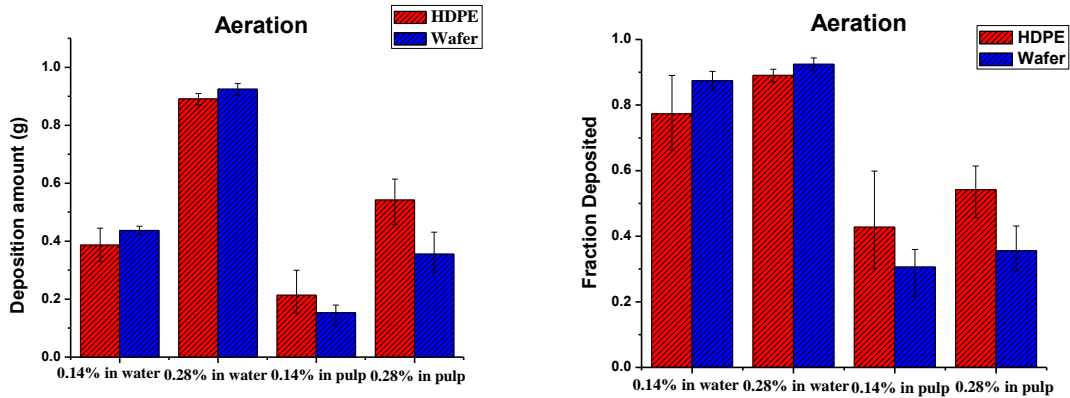 Aeration
HDPE
Wafer
Deposition amount (g)
1.0
0.8
0.6
0.4
0.2
0.0
0.14% in water 0.28% in water 0.14% in pulp 0.28% in pulp
Aeration
HDPE
Wafer
Fraction Deposited
1.0
0.8
0.6
0.4
0.2
0.0
0.14% in water 0.28% in water 0.14% in pulp 0.28% in pulp